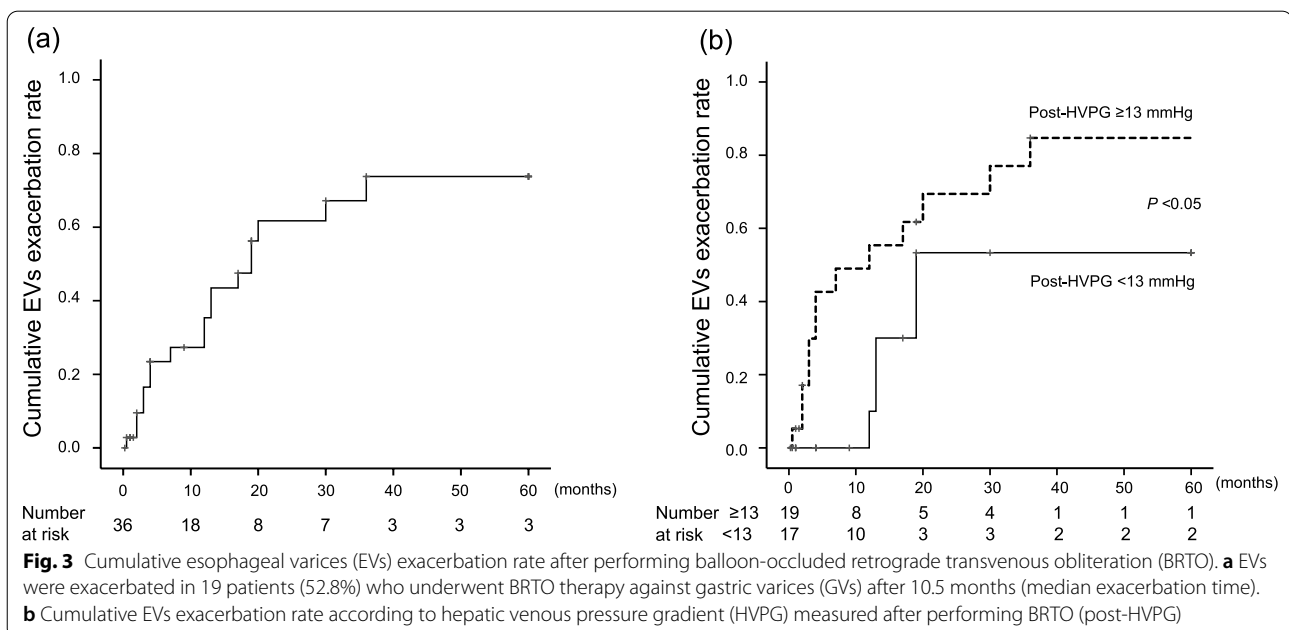 (a)
Cumulative EVs exacerbation rate
1.0
0.8
0.6
0.4
0.2
0.0
0 10 20 30 40 50 60 (months)
Number at risk
36 18 8 7 3 3 3
(b)
Cumulative EVs exacerbation rate
1.0
0.8
0.6
0.4
0.2
0.0
Post-HVPG ≥13 mmHg
P <0.05
Post-HVPG <13 mmHg
0 10 20 30 40 50 60 (months)
Number at risk
≥13 19 8 5 4 1 1 1
<13 17 10 3 3 2 2 2
Fig. 3 Cumulative esophageal varices (EVs) exacerbation rate after performing balloon-occluded retrograde transvenous obliteration (BRTO). a EVs
were exacerbated in 19 patients (52.8%) who underwent BRTO therapy against gastric varices (GVs) after 10.5 months (median exacerbation time).
b Cumulative EVs exacerbation rate according to hepatic venous pressure gradient (HVPG) measured after performing BRTO (post-HVPG)